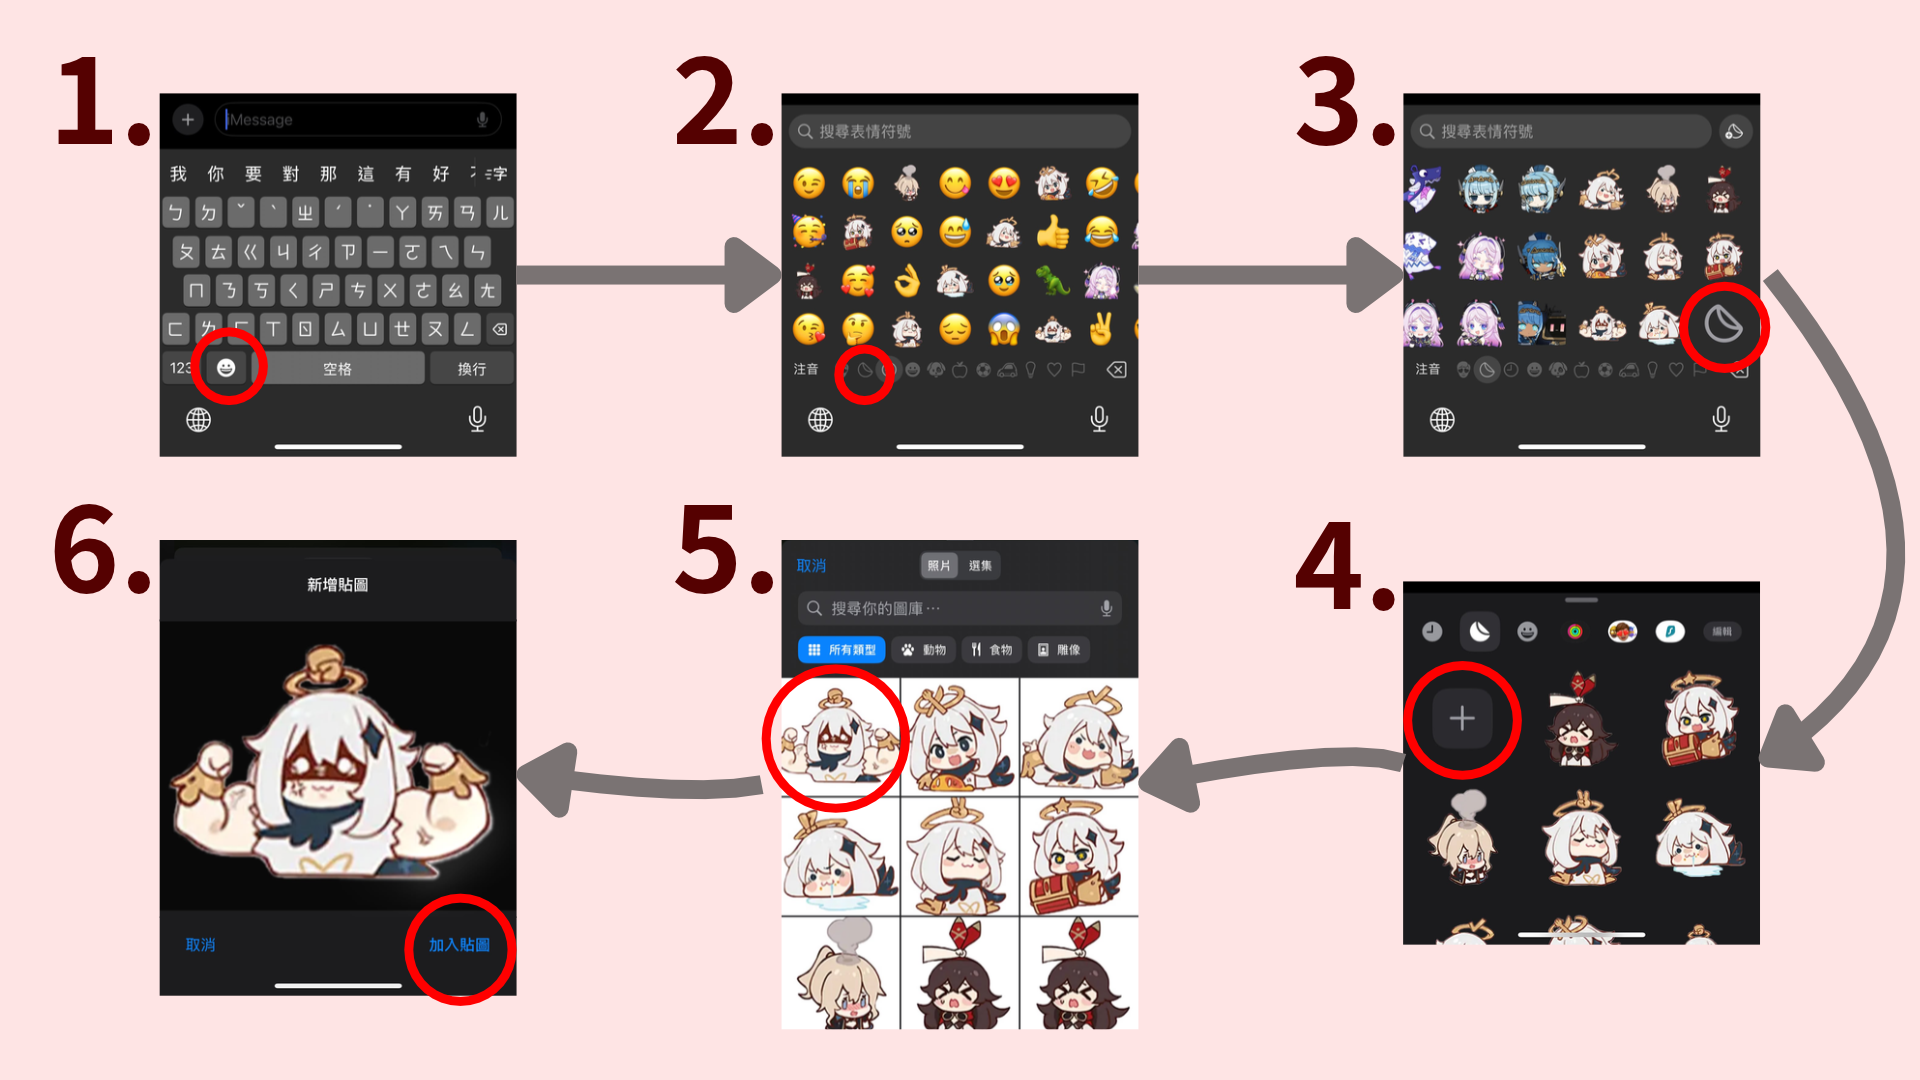 1.
iMessage
我 你 要 對 那 這 有 好
ㄅ ㄉ ˇ ˋ ㄓ ˊ ˙ ㄚ ㄞ ㄢ ㄦ
ㄆ ㄊ ㄍ ㄐ ㄔ ㄗ ㄧ ㄛ ㄟ ㄣ
ㄇ ㄋ ㄎ ㄑ ㄕ ㄘ ㄨ ㄜ ㄠ ㄤ
ㄈ ㄌ ㄏ ㄒ ㄖ ㄙ ㄩ ㄝ ㄡ ㄥ
123 空格 換行
2.
搜尋表情符號
注音
3.
搜尋表情符號
注音
4.
編輯
5.
取消 照片 選集
搜尋你的圖庫…
所有類型 動物 食物 雕像
6.
新增貼圖
取消 加入貼圖